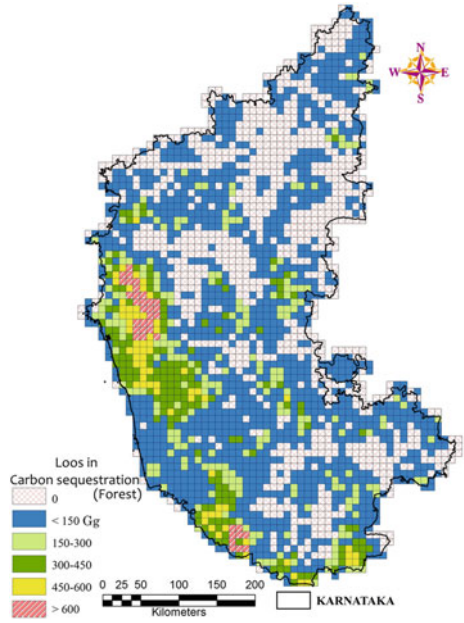 N
W E
S
Loos in
Carbon sequestration
(Forest)
0
< 150 Gg
150-300
300-450
450-600
> 600
0 25 50 100 150 200
Kilometers
KARNATAKA